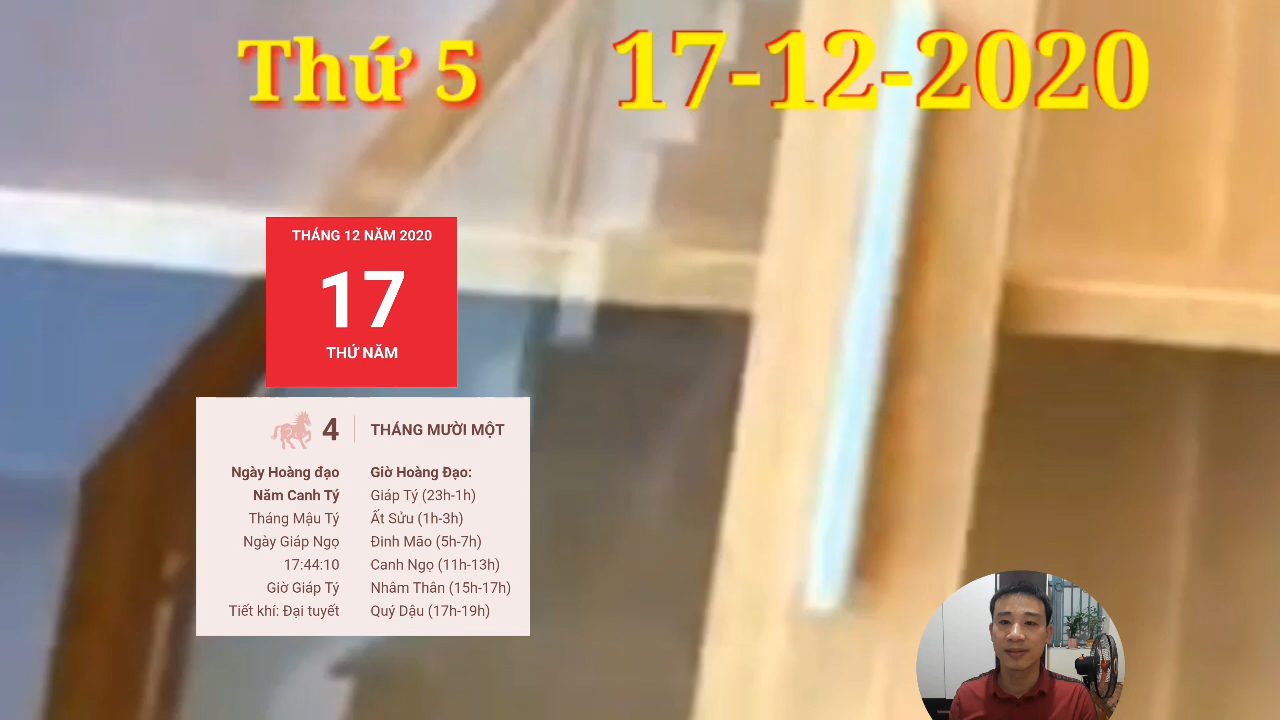 Thứ 5 17-12-2020
THÁNG 12 NĂM 2020
17
THỨ NĂM
4 THÁNG MƯỜI MỘT
Ngày Hoàng đạo
Năm Canh Tý
Tháng Mậu Tý
Ngày Giáp Ngọ
17:44:10
Giờ Giáp Tý
Tiết khí: Đại tuyết
Giờ Hoàng Đạo:
Giáp Tý (23h-1h)
Ất Sửu (1h-3h)
Đinh Mão (5h-7h)
Canh Ngọ (11h-13h)
Nhâm Thân (15h-17h)
Quý Dậu (17h-19h)